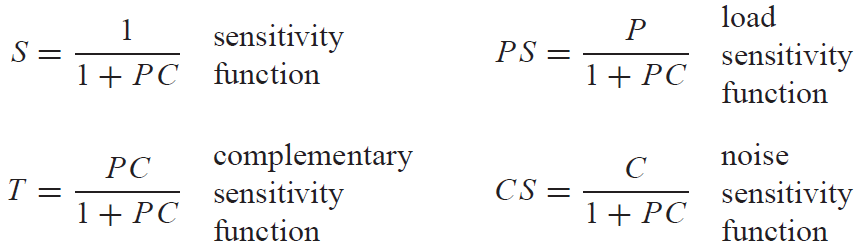 S = 1 / (1 + PC) sensitivity function
PS = P / (1 + PC) load sensitivity function
T = PC / (1 + PC) complementary sensitivity function
CS = C / (1 + PC) noise sensitivity function